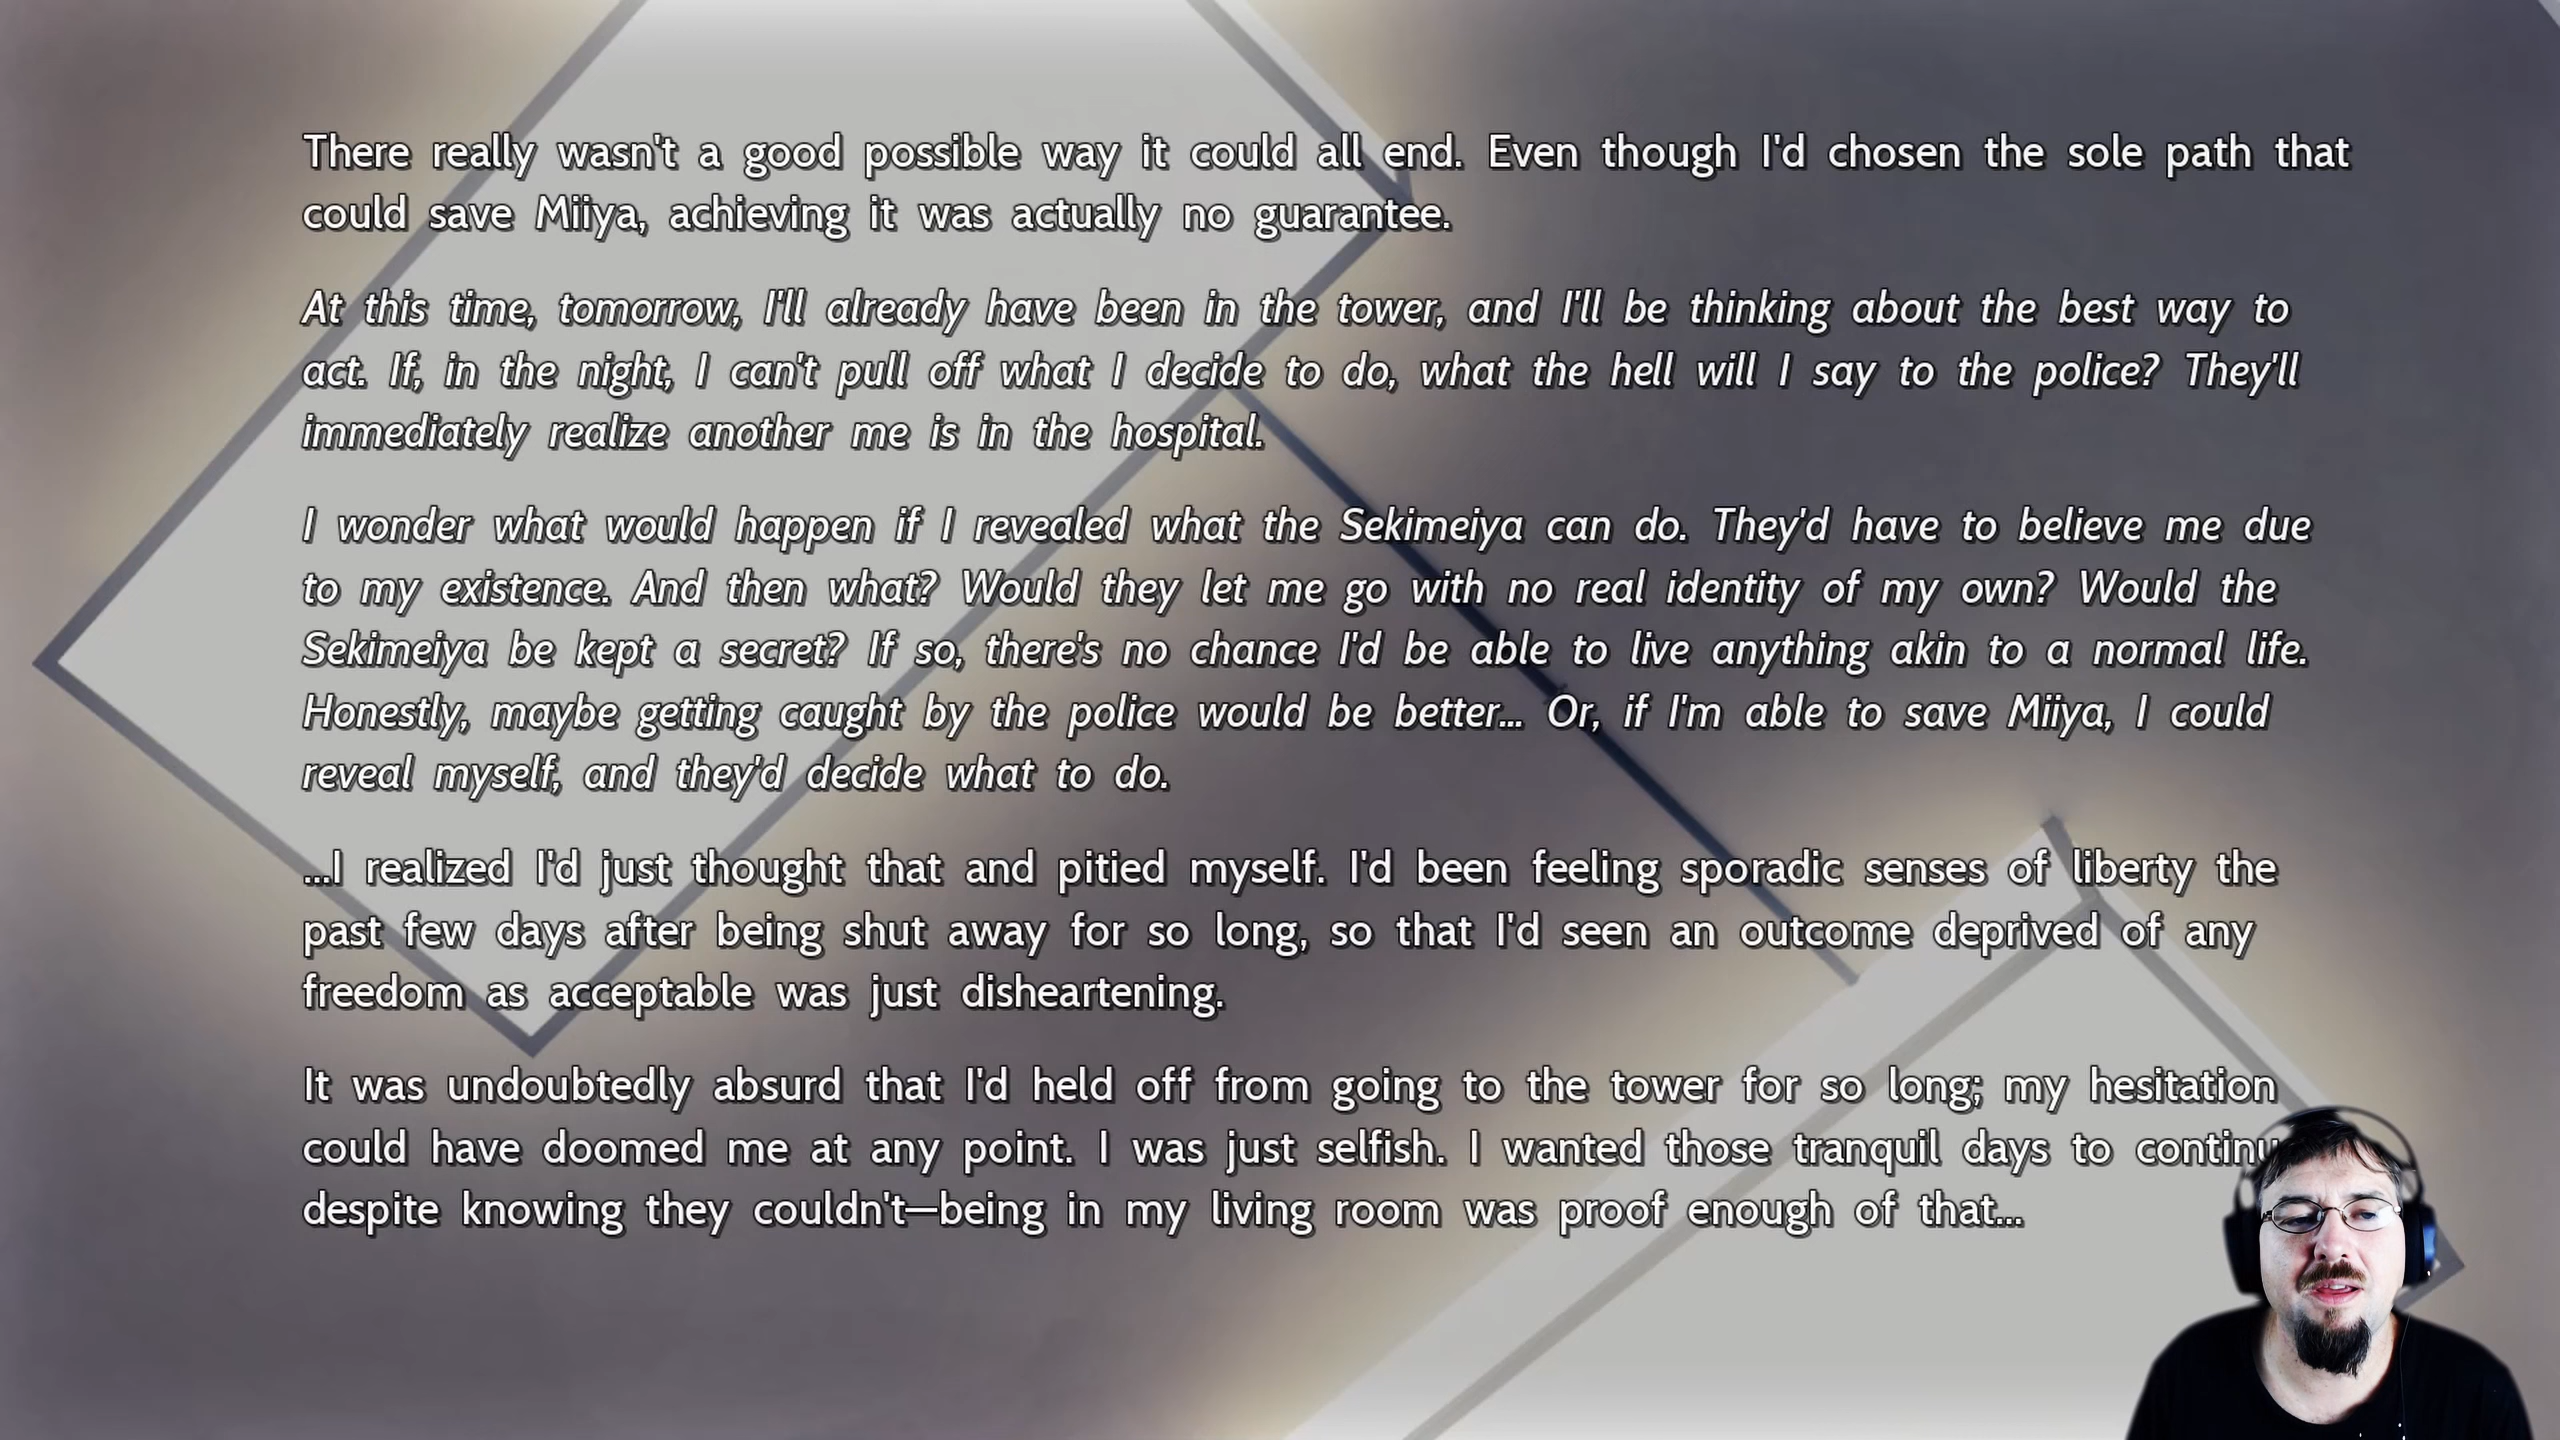 There really wasn't a good possible way it could all end. Even though I'd chosen the sole path that
could save Miiya, achieving it was actually no guarantee.
At this time, tomorrow, I'll already have been in the tower, and I'll be thinking about the best way to
act. If, in the night, I can't pull off what I decide to do, what the hell will I say to the police? They'll
immediately realize another me is in the hospital.
I wonder what would happen if I revealed what the Sekimeiya can do. They'd have to believe me due
to my existence. And then what? Would they let me go with no real identity of my own? Would the
Sekimeiya be kept a secret? If so, there's no chance I'd be able to live anything akin to a normal life.
Honestly, maybe getting caught by the police would be better... Or, if I'm able to save Miiya, I could
reveal myself, and they'd decide what to do.
...I realized I'd just thought that and pitied myself. I'd been feeling sporadic senses of liberty the
past few days after being shut away for so long, so that I'd seen an outcome deprived of any
freedom as acceptable was just disheartening.
It was undoubtedly absurd that I'd held off from going to the tower for so long; my hesitation
could have doomed me at any point. I was just selfish. I wanted those tranquil days to
despite knowing they couldn't—being in my living room was proof enough of that...